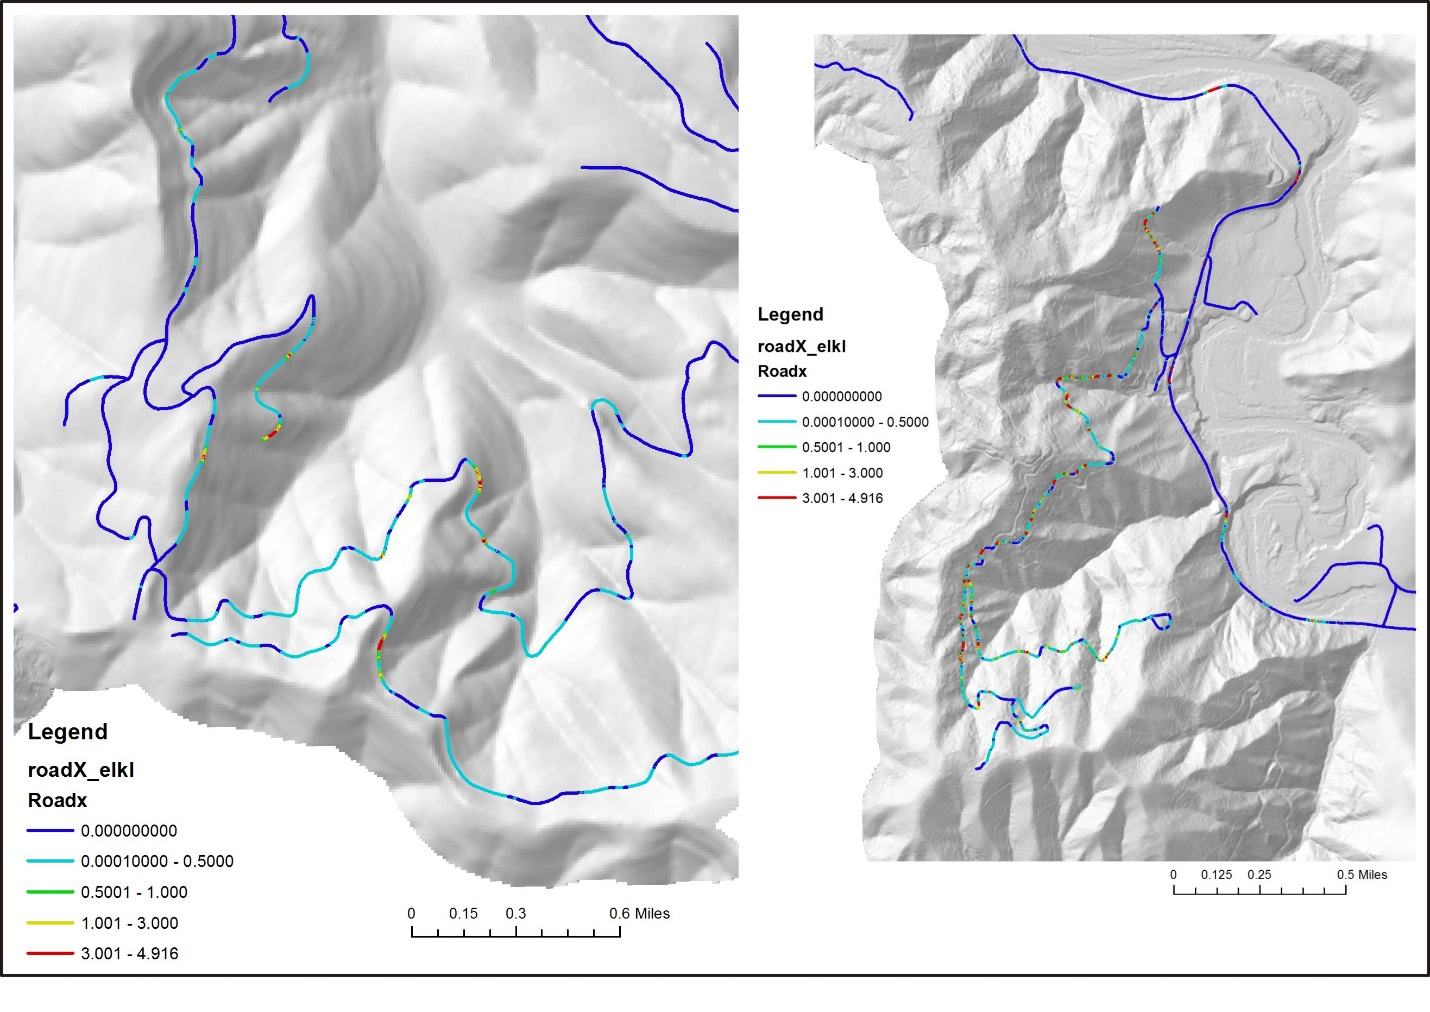 Legend
roadX_elkl
Roadx
0.000000000
0.00010000 - 0.5000
0.5001 - 1.000
1.001 - 3.000
3.001 - 4.916
0 0.15 0.3 0.6 Miles
Legend
roadX_elkl
Roadx
0.000000000
0.00010000 - 0.5000
0.5001 - 1.000
1.001 - 3.000
3.001 - 4.916
0 0.125 0.25 0.5 Miles